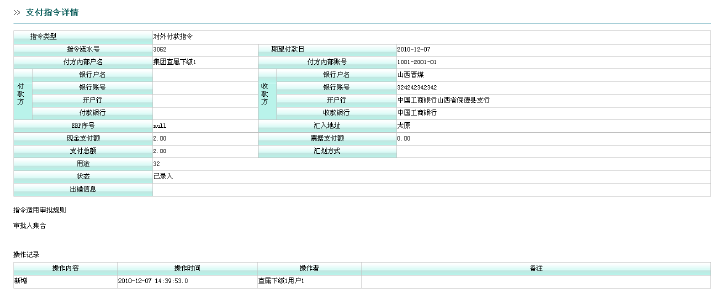 >> 支付指令详情
指令类型 对外付款指令
指令流水号 3062 期望付款日 2010-12-07
付方内部户名 集团直属下级1 付方内部账号 1001-2001-01
付款方 银行户名 收款方 银行户名 山西晋煤
银行账号 银行账号 324242342342
开户行 开户行 中国工商银行山西省保德县支行
付款银行 收款银行 中国工商银行
ERP序号 null 汇入地址 太原
现金支付额 2.00 票据支付额 0.00
支付总额 2.00 汇划方式
用途 32
状态 已录入
出错信息
指令适用审批规则
审批人集合
操作记录
操作内容 操作时间 操作者 备注
新增 2010-12-07 14:39:53.0 直属下级1用户1